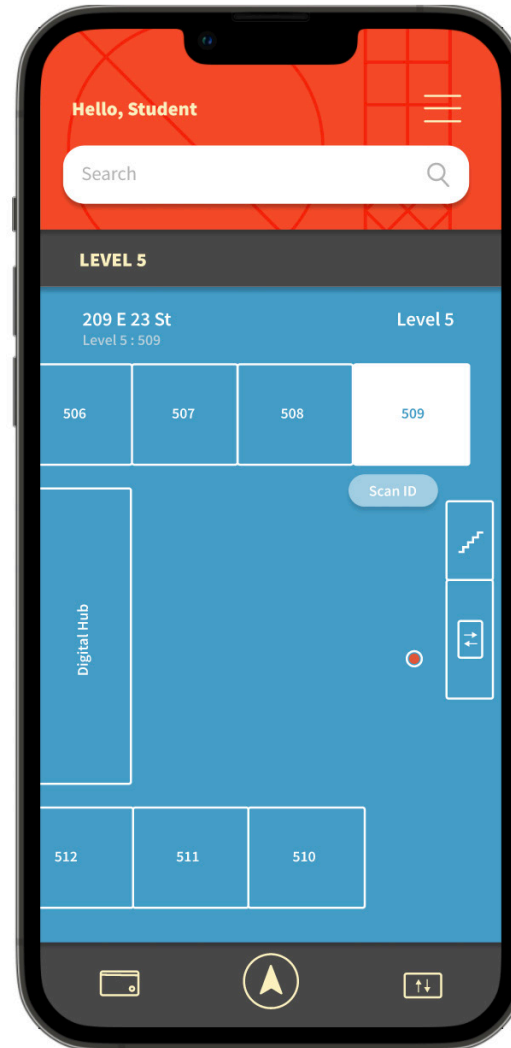 Hello, Student
Search
LEVEL 5
209 E 23 St
Level 5
Level 5 : 509
506
507
508
509
Scan ID
Digital Hub
512
511
510